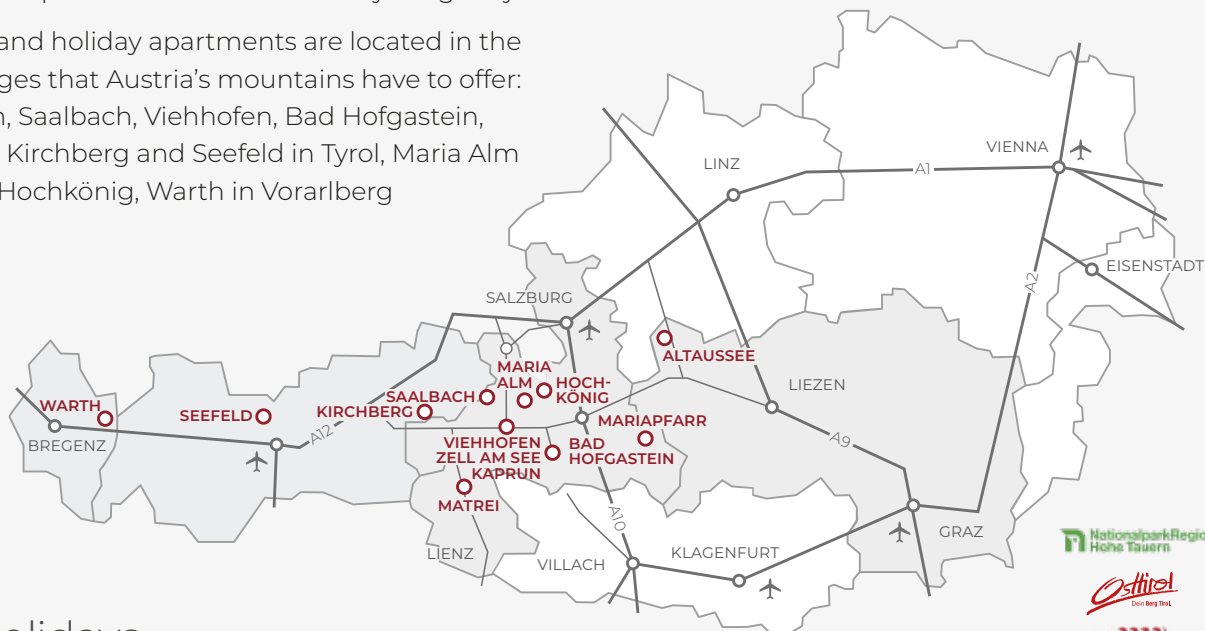 and holiday apartments are located in the
ges that Austria's mountains have to offer:
, Saalbach, Viehhofen, Bad Hofgastein,
Kirchberg and Seefeld in Tyrol, Maria Alm
Hochkönig, Warth in Vorarlberg
LINZ
VIENNA
A1
EISENSTADT
A2
SALZBURG
ALTAUSSEE
MARIA
ALM
HOCH-
KÖNIG
LIEZEN
SAALBACH
KIRCHBERG
WARTH
SEEFELD
BREGENZ
A12
MARIAPFARR
A9
VIEHHOFEN
ZELL AM SEE
KAPRUN
BAD
HOFGASTEIN
MATREI
A10
LIENZ
VILLACH
KLAGENFURT
GRAZ
NationalparkRegio
Hohe Tauern
Osttirol
Dein Berg Tirol.